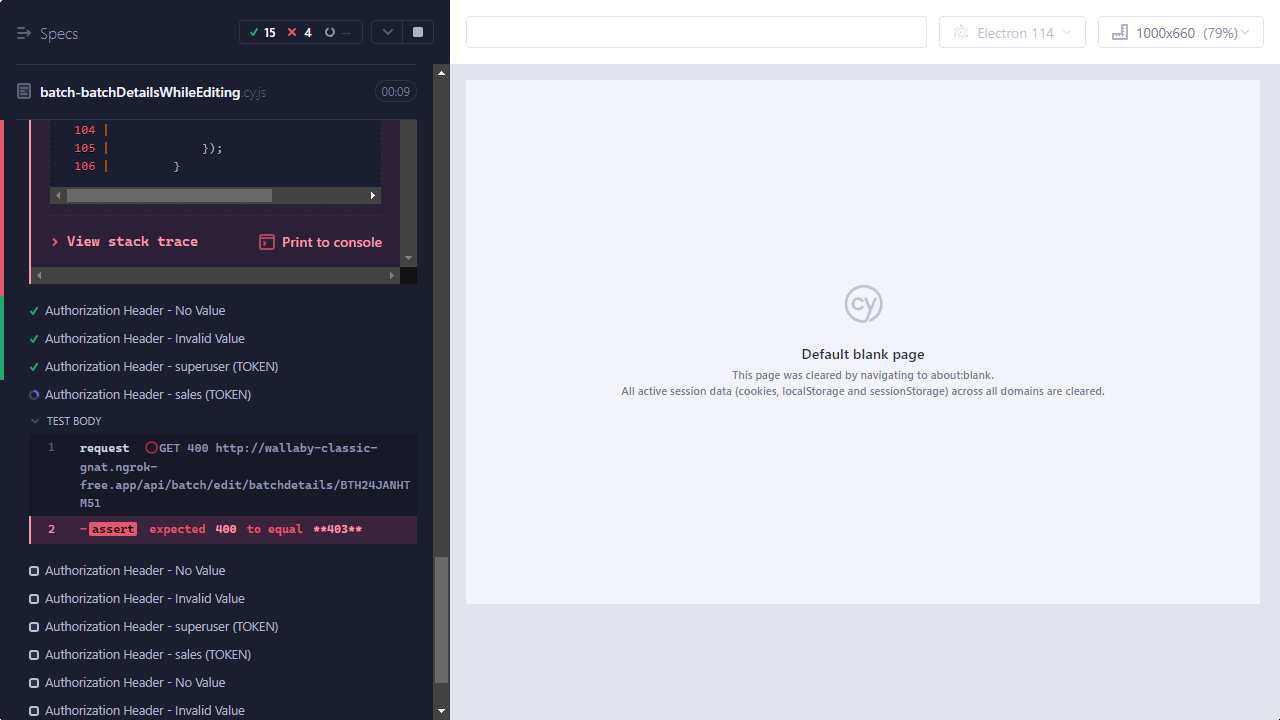 Specs
15
4
--
batch-batchDetailsWhileEditing.cy.js
00:09
104 |
105 | });
106 | }
View stack trace
Print to console
Authorization Header - No Value
Authorization Header - Invalid Value
Authorization Header - superuser (TOKEN)
Authorization Header - sales (TOKEN)
TEST BODY
1 request GET 400 http://wallaby-classic-
gnat.ngrok-
free.app/api/batch/edit/batchdetails/BTH24JANHT
M51
2 -assert expected 400 to equal **403**
Authorization Header - No Value
Authorization Header - Invalid Value
Authorization Header - superuser (TOKEN)
Authorization Header - sales (TOKEN)
Authorization Header - No Value
Authorization Header - Invalid Value
Electron 114
1000x660 (79%)
cy
Default blank page
This page was cleared by navigating to about:blank.
All active session data (cookies, localStorage and sessionStorage) across all domains are cleared.